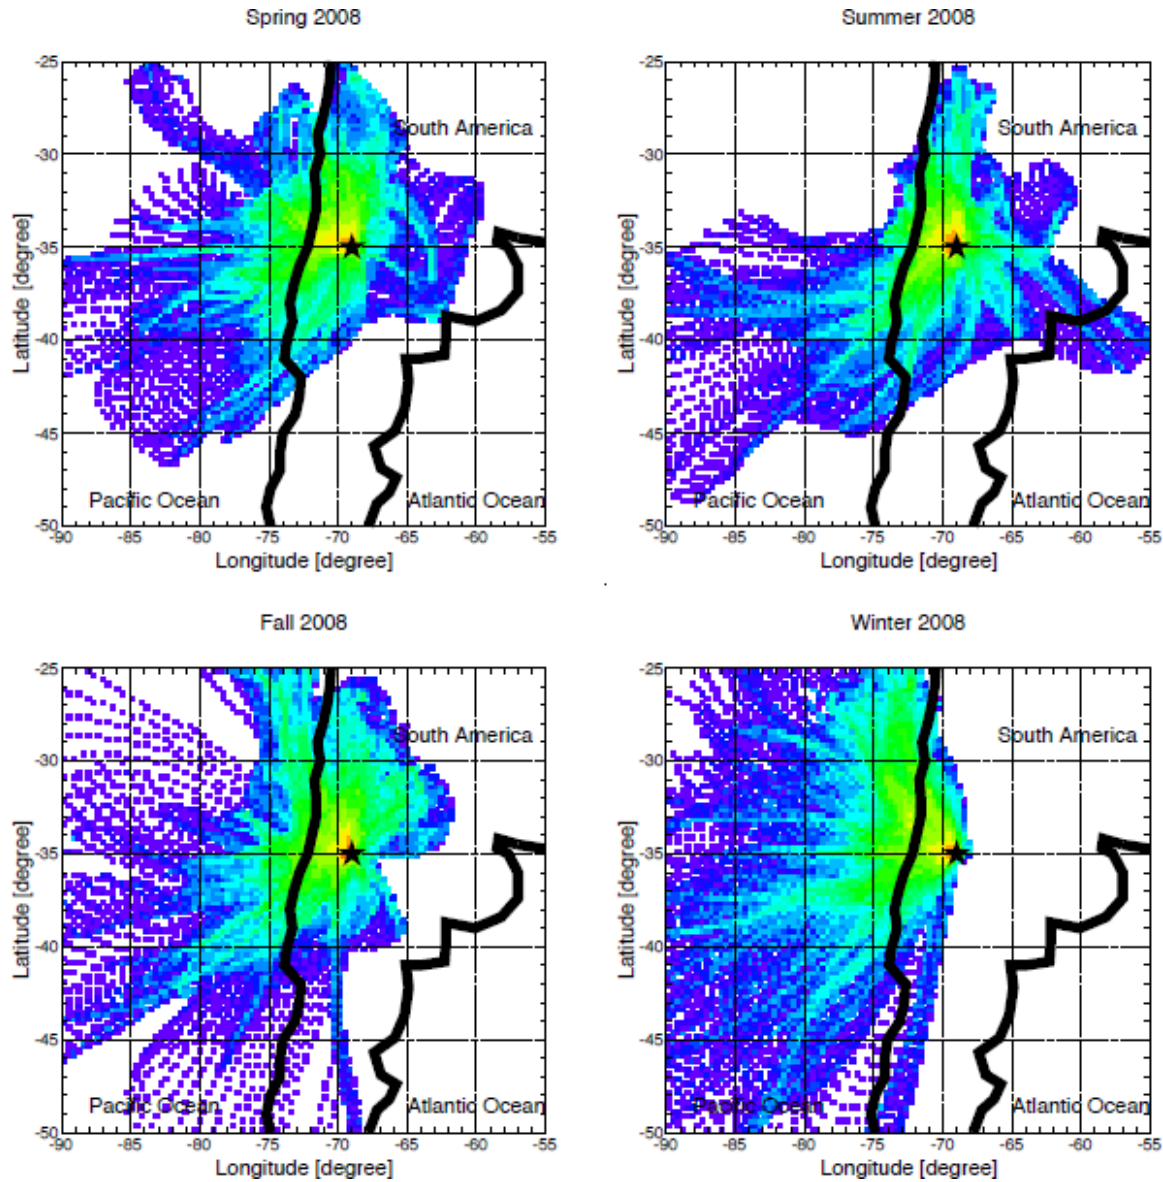 Spring 2008
Summer 2008
-25
-30
-35
-40
-45
-50
Latitude [degree]
South America
Pacific Ocean
Atlantic Ocean
-90 -85 -80 -75 -70 -65 -60 -55
Longitude [degree]
-25
-30
-35
-40
-45
-50
Latitude [degree]
South America
Pacific Ocean
Atlantic Ocean
-90 -85 -80 -75 -70 -65 -60 -55
Longitude [degree]
Fall 2008
Winter 2008
-25
-30
-35
-40
-45
-50
Latitude [degree]
South America
Pacific Ocean
Atlantic Ocean
-90 -85 -80 -75 -70 -65 -60 -55
Longitude [degree]
-25
-30
-35
-40
-45
-50
Latitude [degree]
South America
Pacific Ocean
Atlantic Ocean
-90 -85 -80 -75 -70 -65 -60 -55
Longitude [degree]